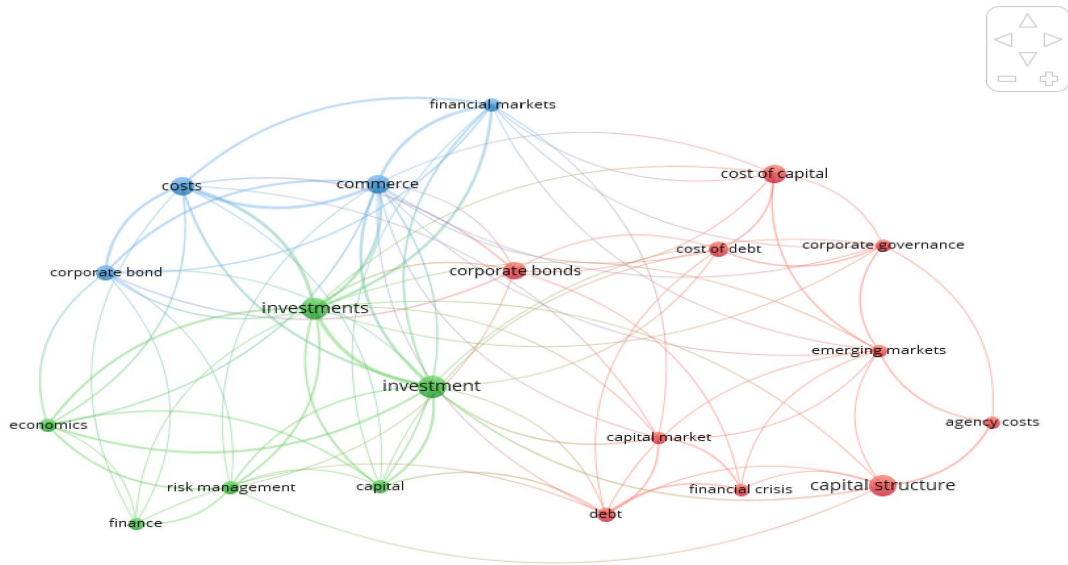 financial markets
cost of capital
costs
commerce
corporate governance
cost of debt
corporate bonds
corporate bond
investments
emerging markets
investment
agency costs
economics
capital market
capital structure
risk management
capital
financial crisis
debt
finance